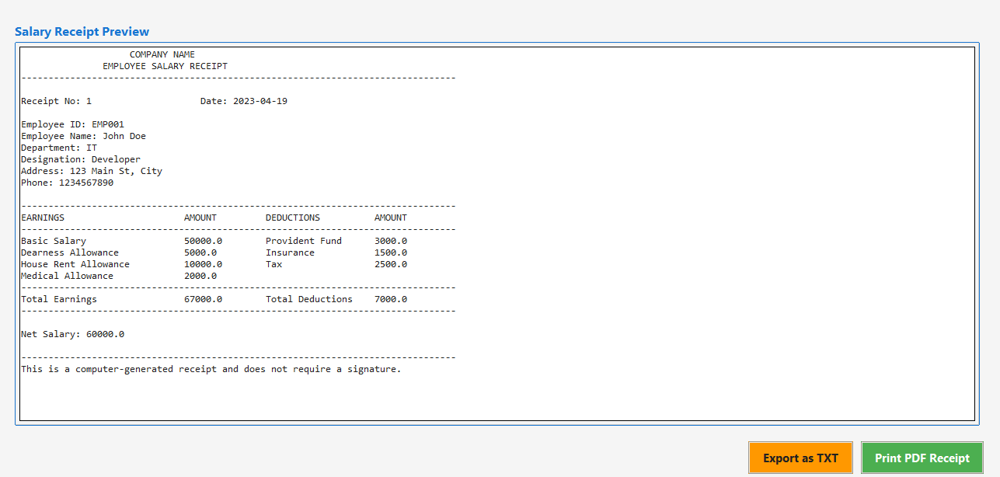 Salary Receipt Preview
COMPANY NAME
EMPLOYEE SALARY RECEIPT
--------------------------------------------------------------------------------
Receipt No: 1                    Date: 2023-04-19
Employee ID: EMP001
Employee Name: John Doe
Department: IT
Designation: Developer
Address: 123 Main St, City
Phone: 1234567890
--------------------------------------------------------------------------------
EARNINGS                      AMOUNT         DEDUCTIONS          AMOUNT
--------------------------------------------------------------------------------
Basic Salary                  50000.0        Provident Fund      3000.0
Dearness Allowance            5000.0         Insurance           1500.0
House Rent Allowance          10000.0        Tax                 2500.0
Medical Allowance             2000.0
--------------------------------------------------------------------------------
Total Earnings                67000.0        Total Deductions    7000.0
--------------------------------------------------------------------------------
Net Salary: 60000.0
--------------------------------------------------------------------------------
This is a computer-generated receipt and does not require a signature.
Export as TXT
Print PDF Receipt